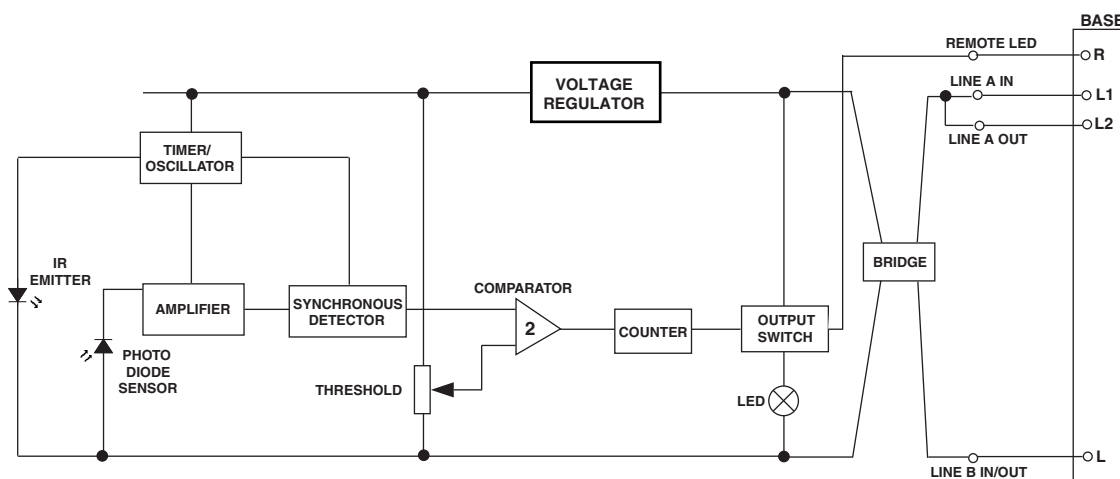 BASE
REMOTE LED
R
LINE A IN
L1
L2
LINE A OUT
VOLTAGE
REGULATOR
TIMER/
OSCILLATOR
IR
EMITTER
AMPLIFIER
SYNCHRONOUS
DETECTOR
COMPARATOR
2
COUNTER
OUTPUT
SWITCH
BRIDGE
PHOTO
DIODE
SENSOR
THRESHOLD
LED
LINE B IN/OUT
L